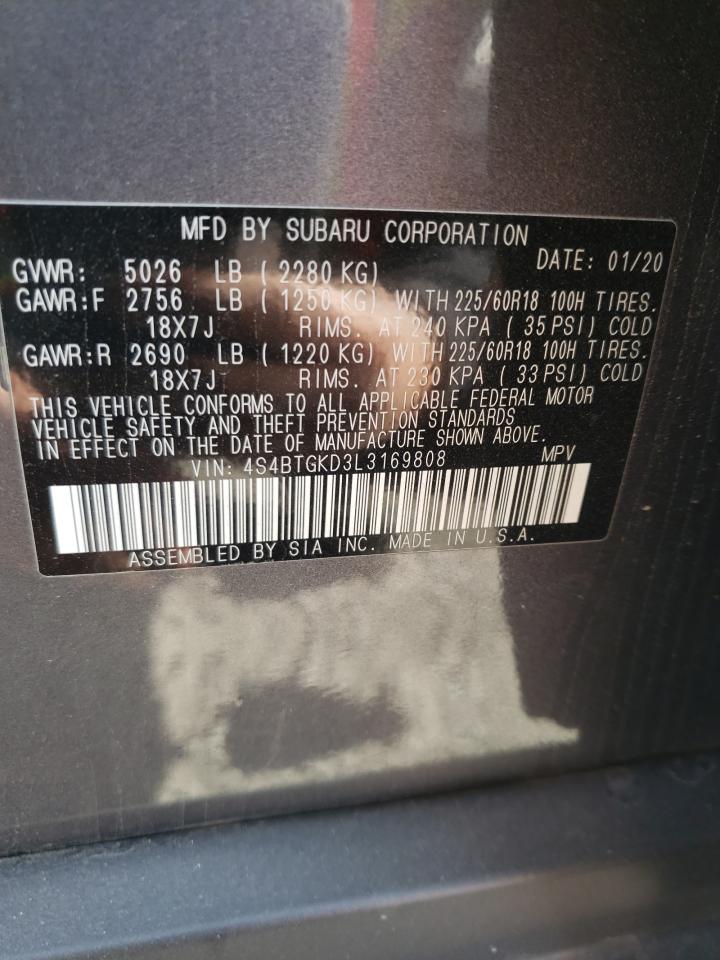 MFD BY SUBARU CORPORATION
DATE: 01/20
GVWR: 5026 LB ( 2280 KG)
GAWR:F 2756 LB ( 1250 KG) WITH 225/60R18 100H TIRES.
18X7J RIMS. AT 240 KPA ( 35 PSI) COLD
GAWR:R 2690 LB ( 1220 KG) WITH 225/60R18 100H TIRES.
18X7J RIMS. AT 230 KPA ( 33 PSI) COLD
THIS VEHICLE CONFORMS TO ALL APPLICABLE FEDERAL MOTOR
VEHICLE SAFETY AND THEFT PREVENTION STANDARDS
IN EFFECT ON THE DATE OF MANUFACTURE SHOWN ABOVE.
VIN: 4S4BTGKD3L3169808 MPV
ASSEMBLED BY SIA INC. MADE IN U.S.A.